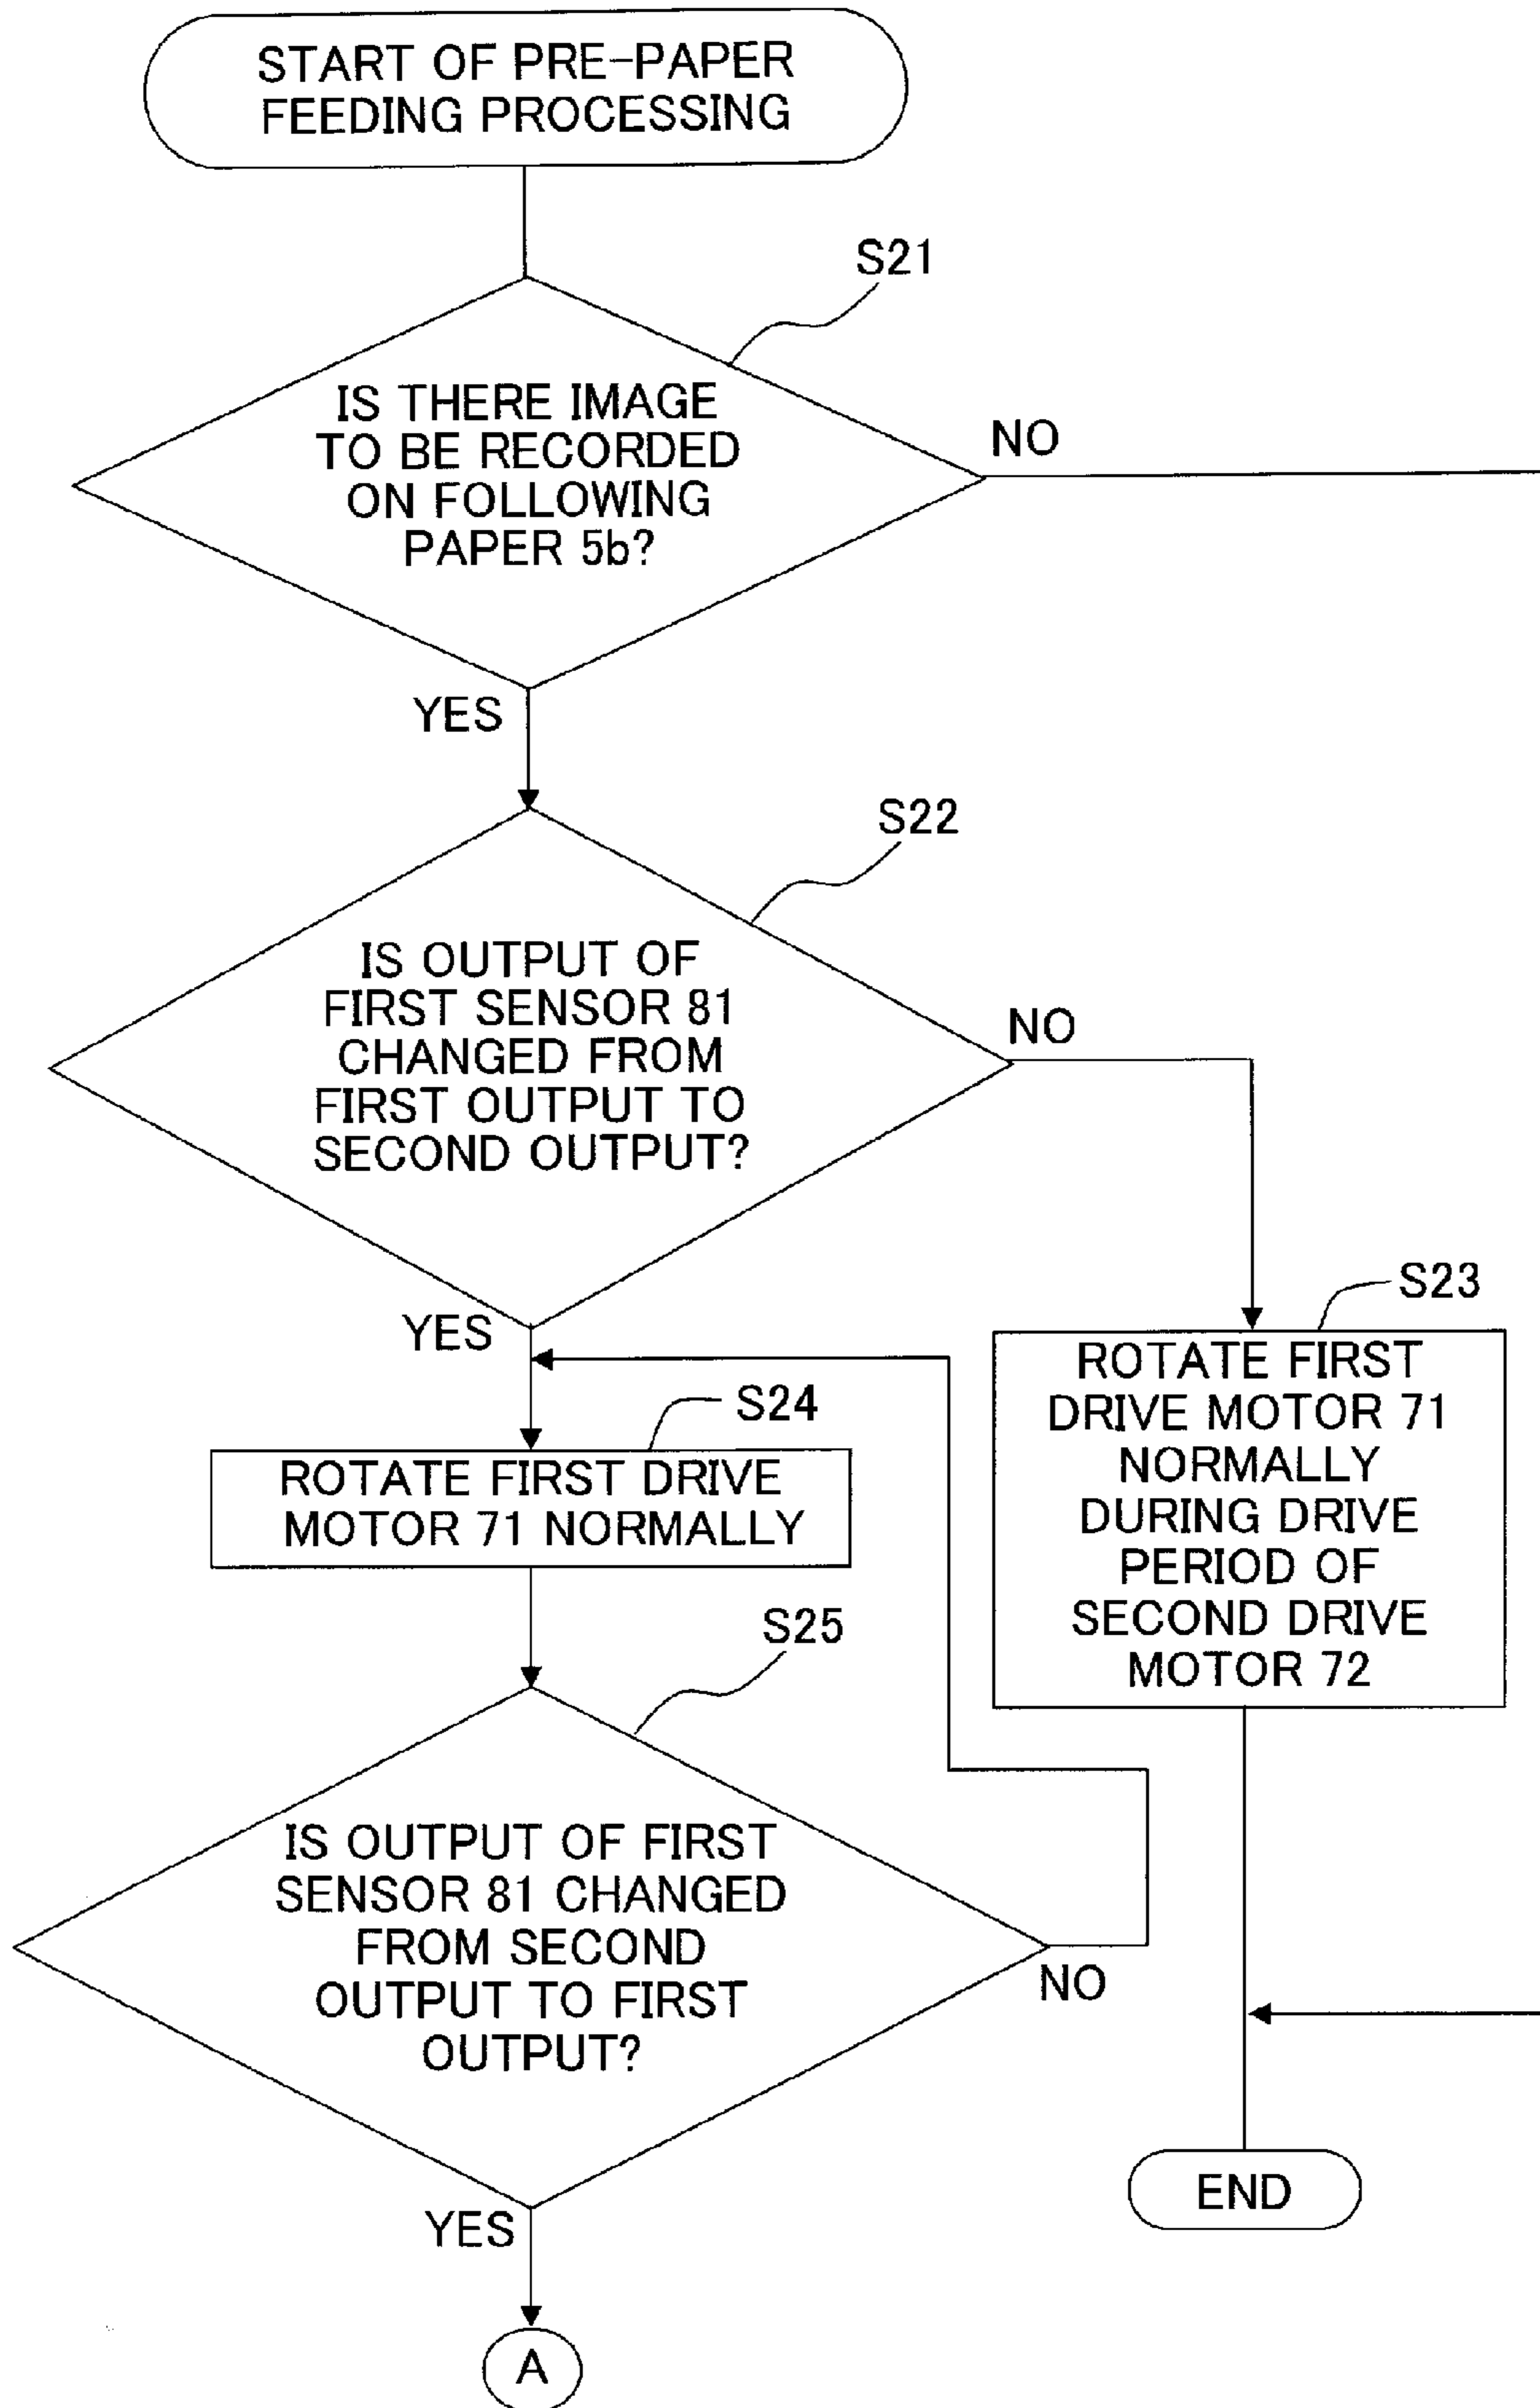 START OF PRE-PAPER
FEEDING PROCESSING
S21
IS THERE IMAGE
TO BE RECORDED
ON FOLLOWING
PAPER 5b?
NO
YES
S22
IS OUTPUT OF
FIRST SENSOR 81
CHANGED FROM
FIRST OUTPUT TO
SECOND OUTPUT?
NO
YES
S23
ROTATE FIRST
DRIVE MOTOR 71
NORMALLY
DURING DRIVE
PERIOD OF
SECOND DRIVE
MOTOR 72
S24
ROTATE FIRST DRIVE
MOTOR 71 NORMALLY
S25
IS OUTPUT OF FIRST
SENSOR 81 CHANGED
FROM SECOND
OUTPUT TO FIRST
OUTPUT?
NO
YES
END
A